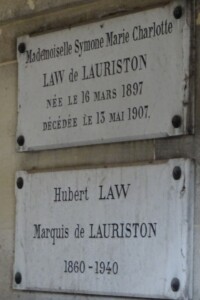 Mademoiselle Symone Marie Charlotte
LAW de LAURISTON
NÉE LE 16 MARS 1897
DÉCÉDÉE LE 13 MAI 1907.
Hubert LAW
Marquis de LAURISTON
1860-1940